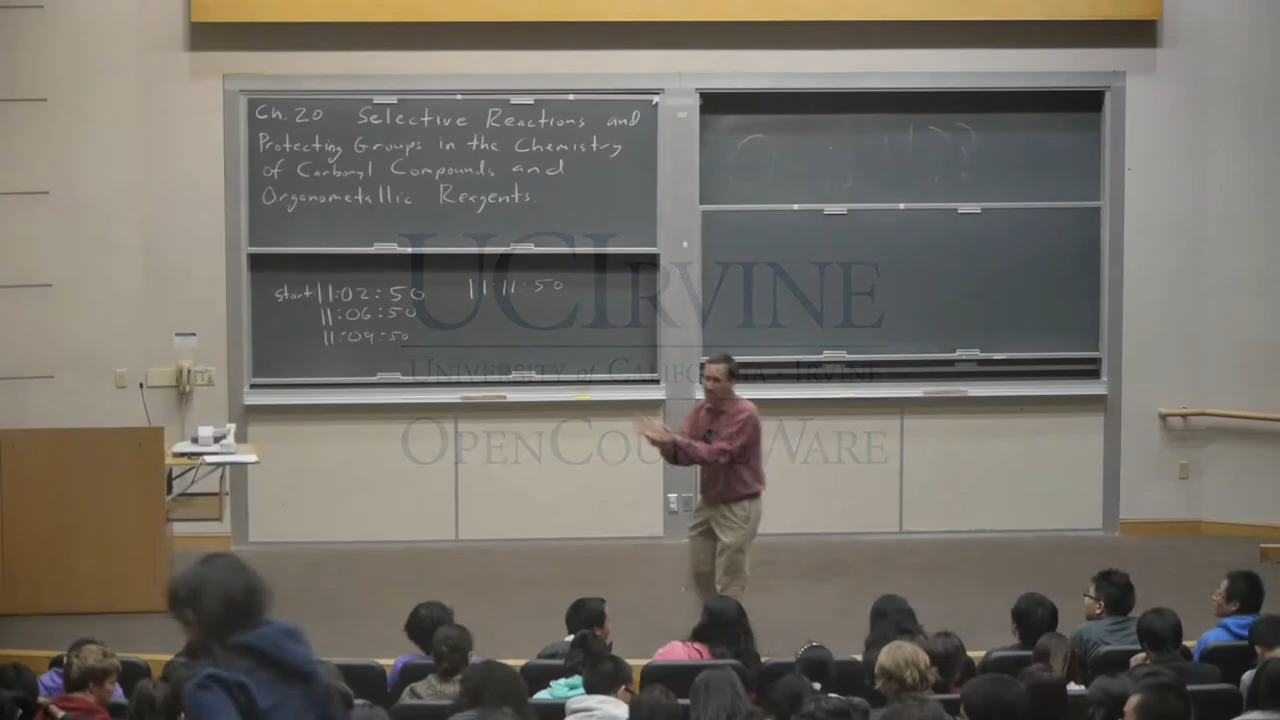 Ch. 20 Selective Reactions and
Protecting Groups in the Chemistry
of Carbonyl Compounds and
Organometallic Reagents.
start 11:02:50
11:06:50
11:09:50
11:11:50
UCIRVINE
UNIVERSITY of CALIFORNIA · IRVINE
OPENCOURSEWARE